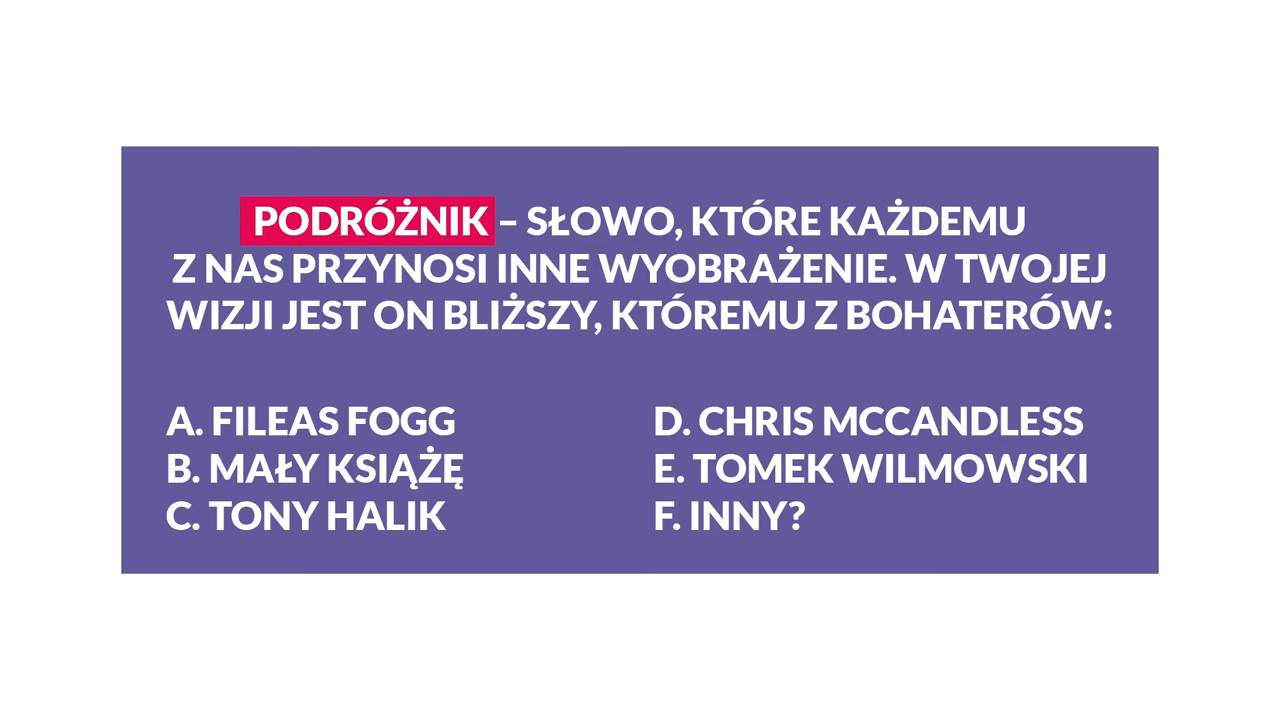 PODRÓŻNIK – SŁOWO, KTÓRE KAŻDEMU
Z NAS PRZYNOSI INNE WYOBRAŻENIE. W TWOJEJ
WIZJI JEST ON BLIŻSZY, KTÓREMU Z BOHATERÓW:
A. FILEAS FOGG
B. MAŁY KSIĄŻĘ
C. TONY HALIK
D. CHRIS MCCANDLESS
E. TOMEK WILMOWSKI
F. INNY?